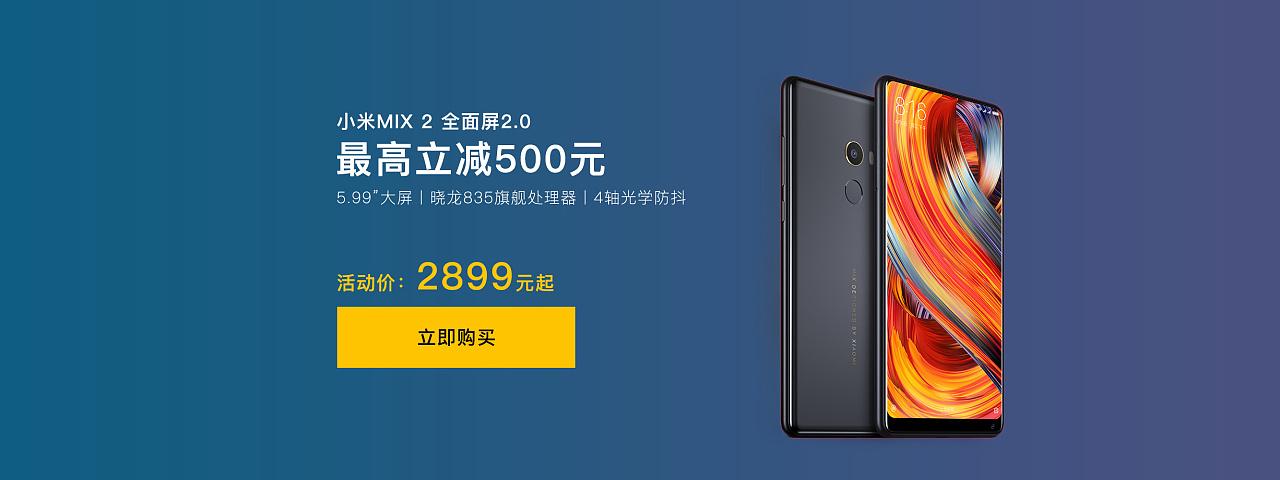 小米MIX 2 全面屏2.0
最高立减500元
5.99”大屏丨晓龙835旗舰处理器丨4轴光学防抖
活动价：2899元起
立即购买
8:16
MIX DESIGNED BY XIAOMI